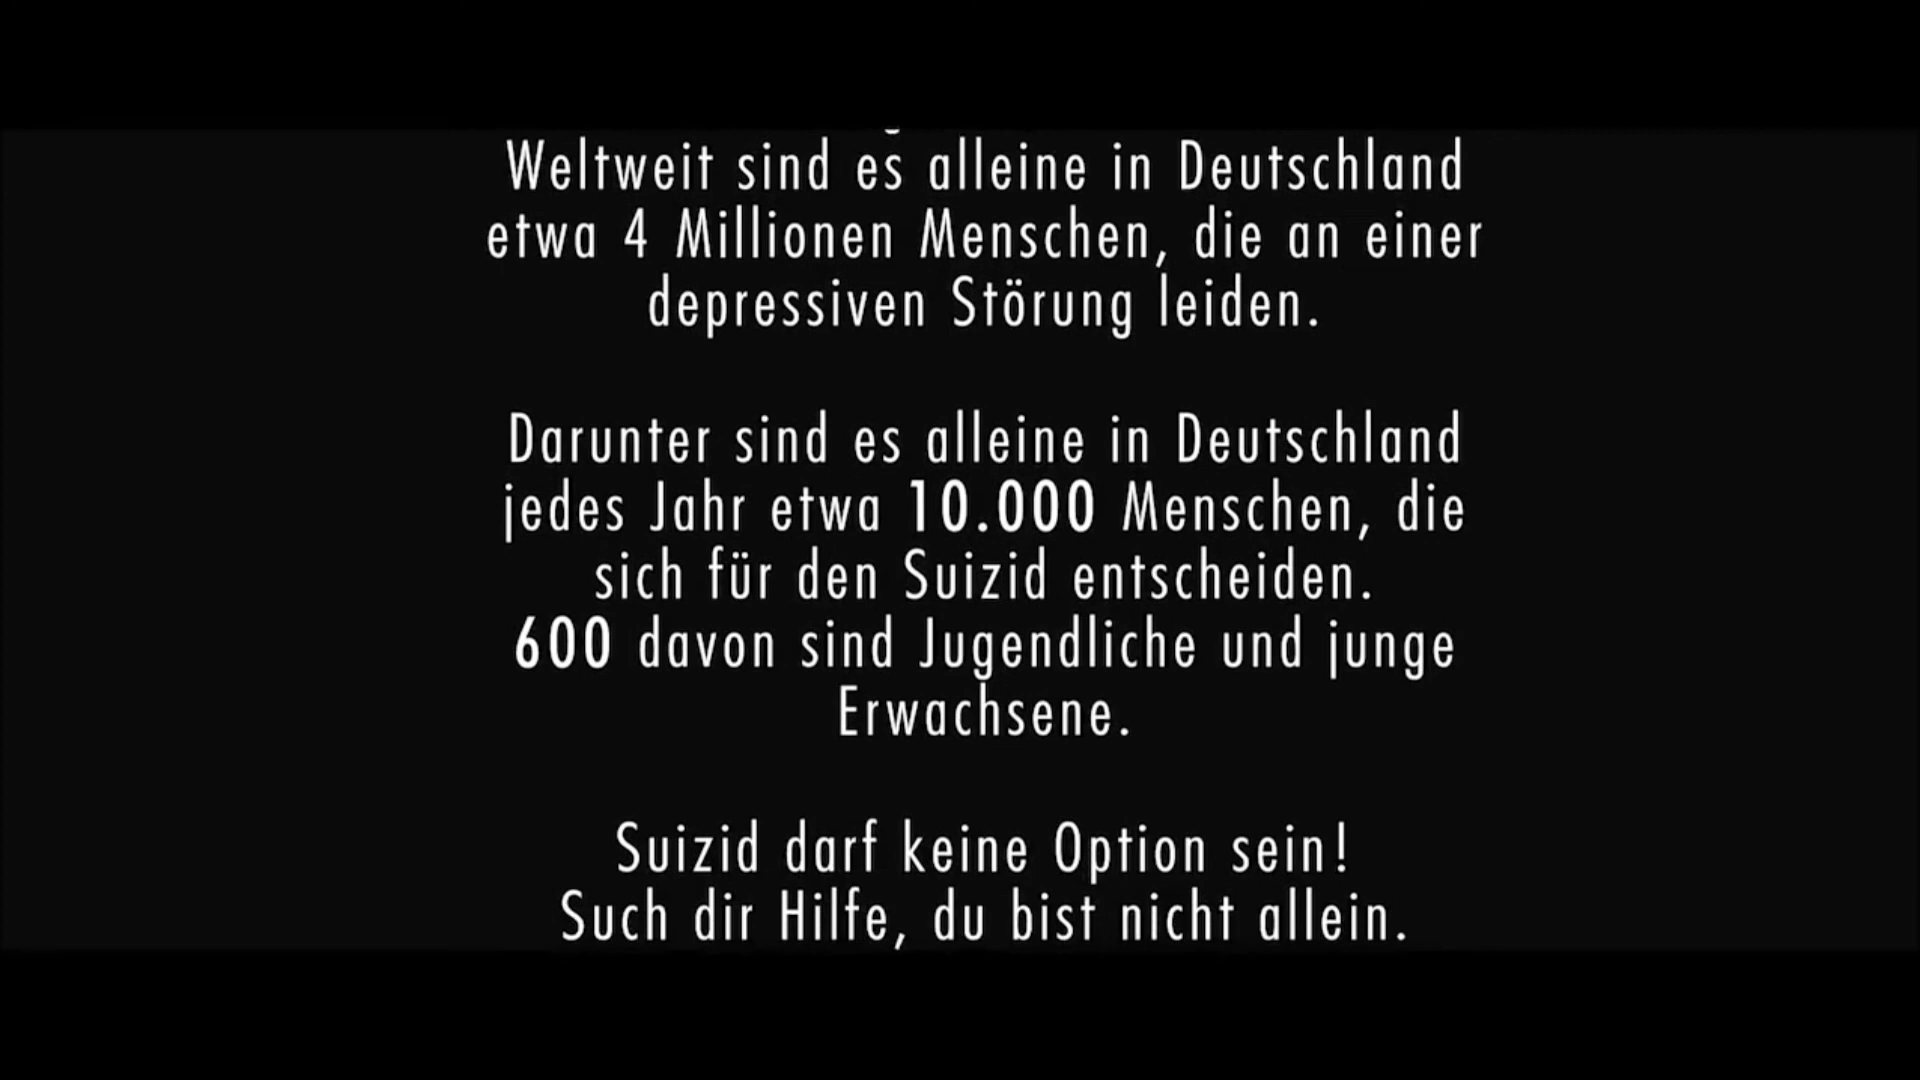 Weltweit sind es alleine in Deutschland
etwa 4 Millionen Menschen, die an einer
depressiven Störung leiden.
Darunter sind es alleine in Deutschland
jedes Jahr etwa 10.000 Menschen, die
sich für den Suizid entscheiden.
600 davon sind Jugendliche und junge
Erwachsene.
Suizid darf keine Option sein!
Such dir Hilfe, du bist nicht allein.